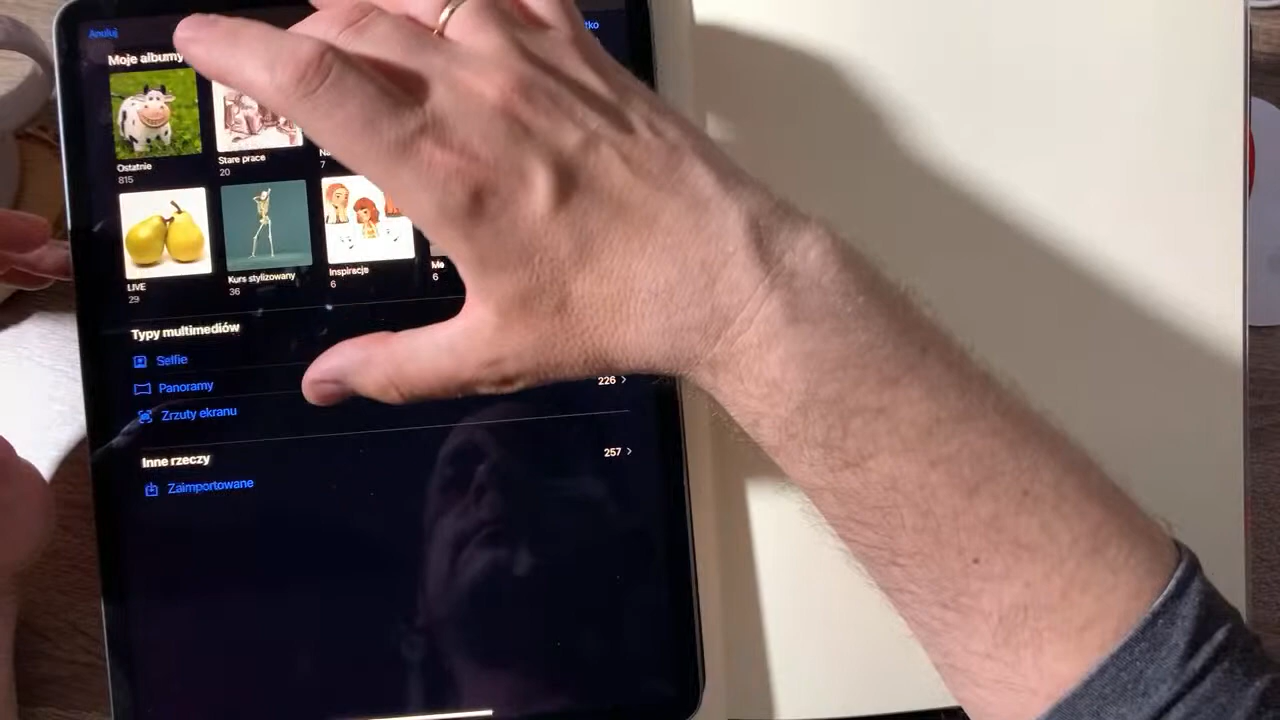 Anuluj
Moje albumy
Ostatnie
815
Stare prace
20
7
LIVE
29
Kurs stylizowany
36
Inspiracje
6
6
Typy multimediów
Selfie
Panoramy
226
Zrzuty ekranu
Inne rzeczy
257
Zaimportowane